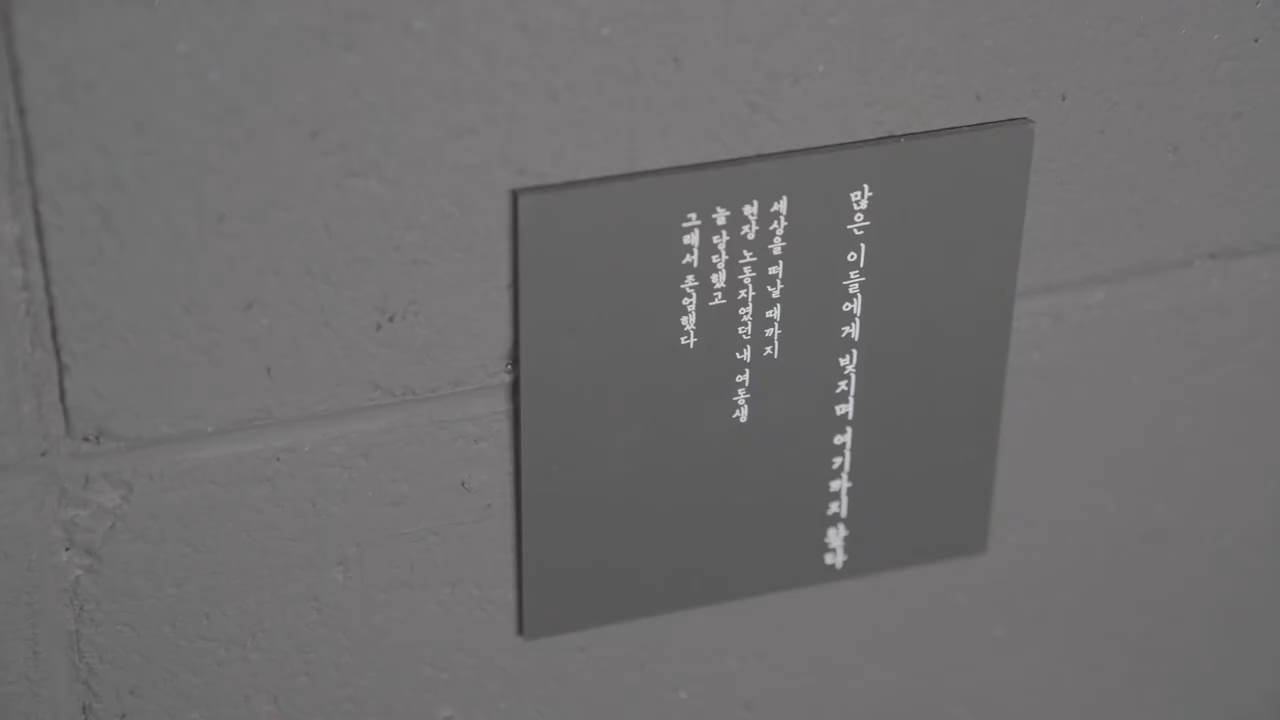 많은 이들에게 빚지며 여기까지 왔다
세상을 떠날 때까지
현장 노동자였던 내 여동생
늘 당당했고
그래서 존엄했다